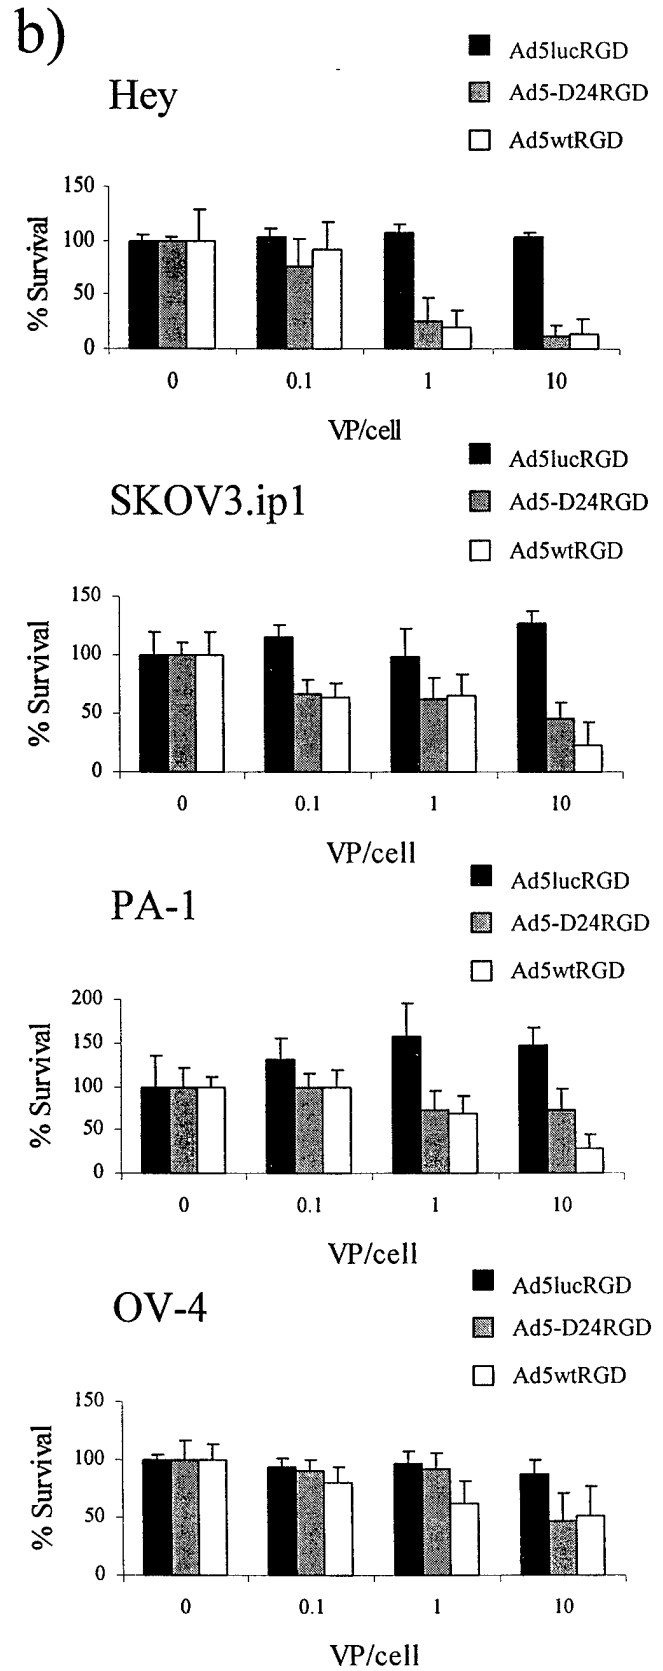 b)
Ad5lucRGD
Hey
Ad5-D24RGD
Ad5wtRGD
150
100
50
0
% Survival
0 0.1 1 10
VP/cell
Ad5lucRGD
SKOV3.ip1
Ad5-D24RGD
Ad5wtRGD
150
100
50
0
% Survival
0 0.1 1 10
VP/cell
Ad5lucRGD
PA-1
Ad5-D24RGD
Ad5wtRGD
200
150
100
50
0
% Survival
0 0.1 1 10
VP/cell
Ad5lucRGD
OV-4
Ad5-D24RGD
Ad5wtRGD
150
100
50
0
% Survival
0 0.1 1 10
VP/cell